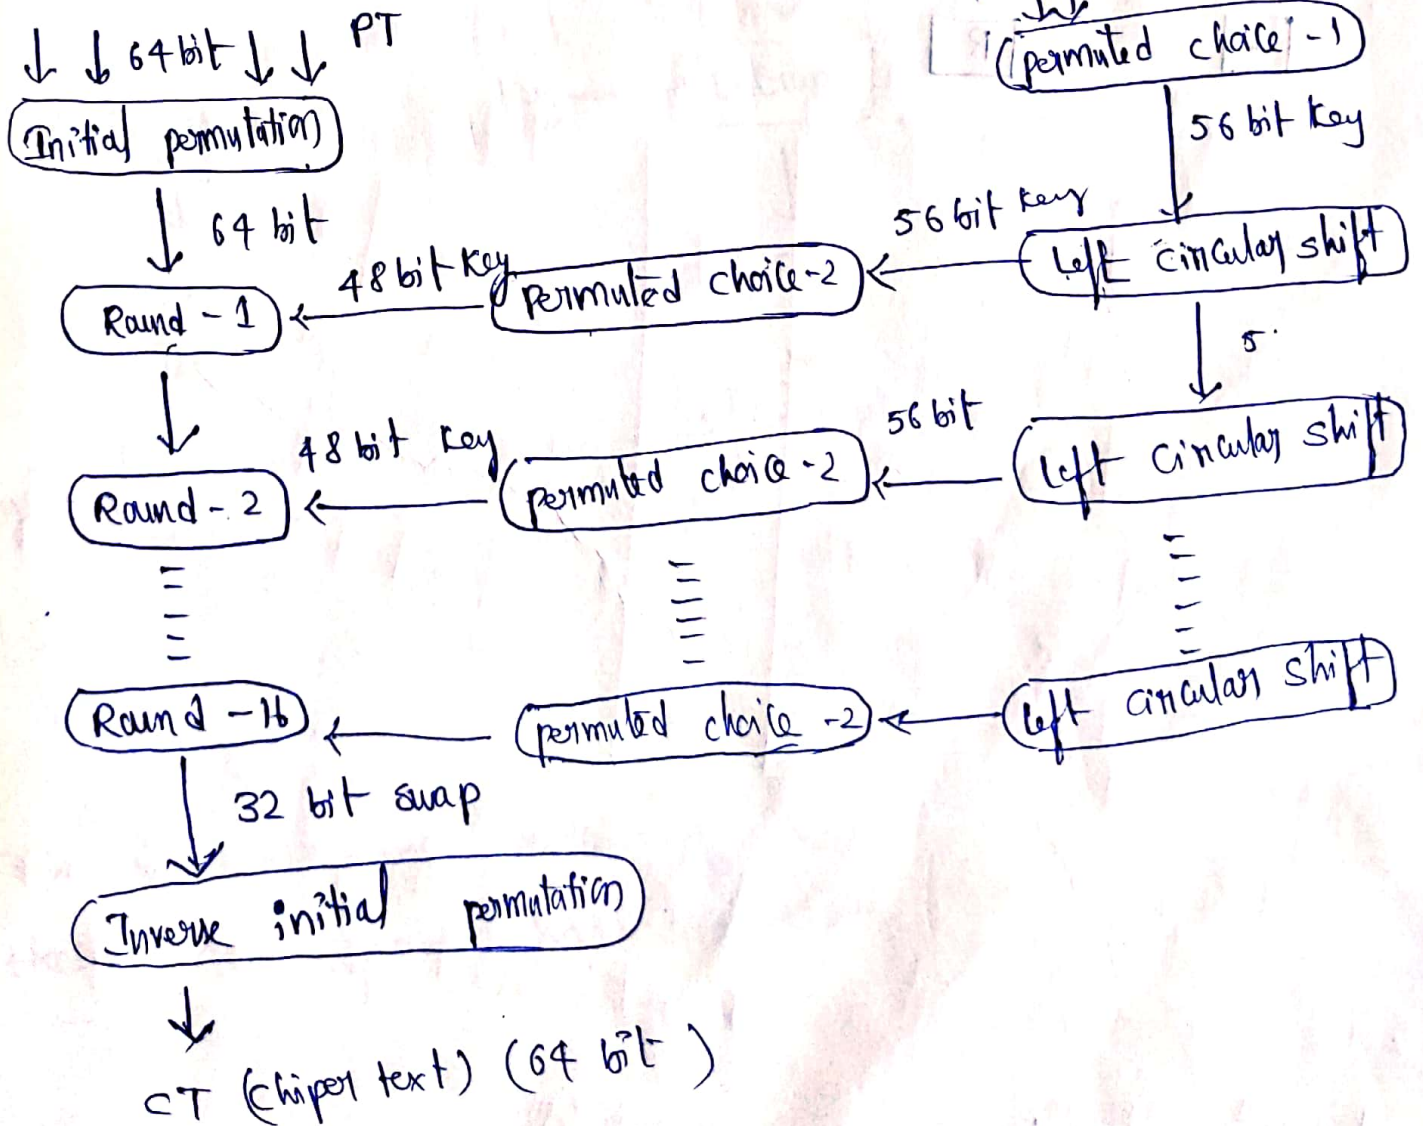 PT
64 bit
permuted choice - 1
Initial permutation
56 bit key
64 bit
56 bit key
left circular shift
48 bit key
permuted choice-2
Round - 1
5
56 bit
left circular shift
48 bit key
permuted choice - 2
Round - 2
left circular shift
Round - 16
permuted choice - 2
32 bit swap
Inverse initial permutation
CT (chiper text) (64 bit )